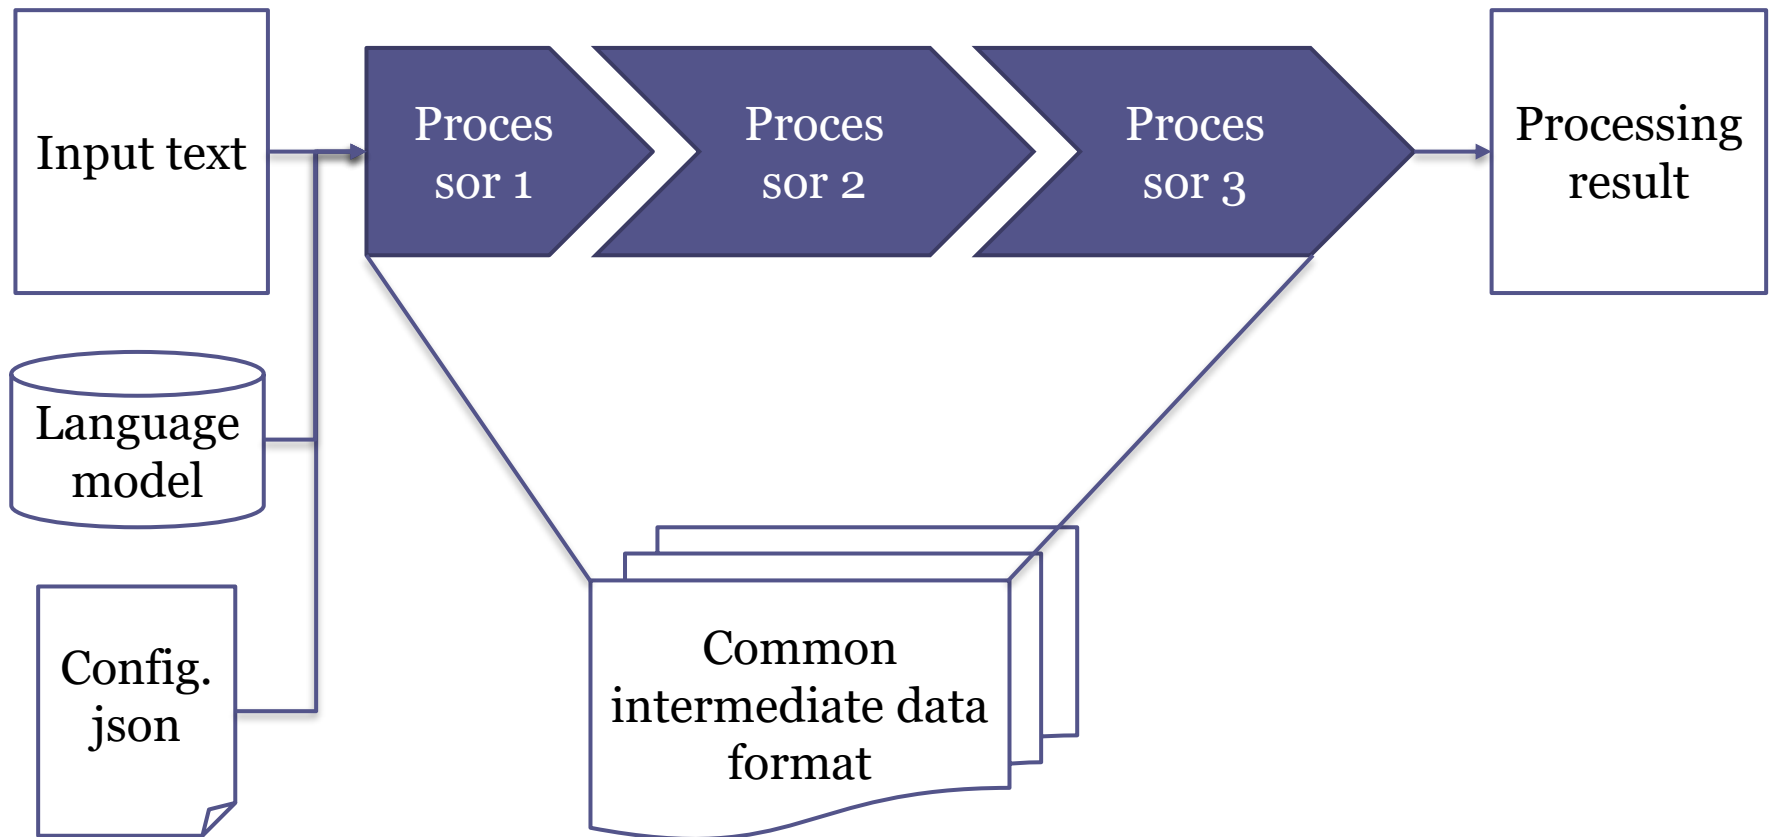 Input text
Proces
sor 1
Proces
sor 2
Proces
sor 3
Processing
result
Language
model
Config.
json
Common
intermediate data
format